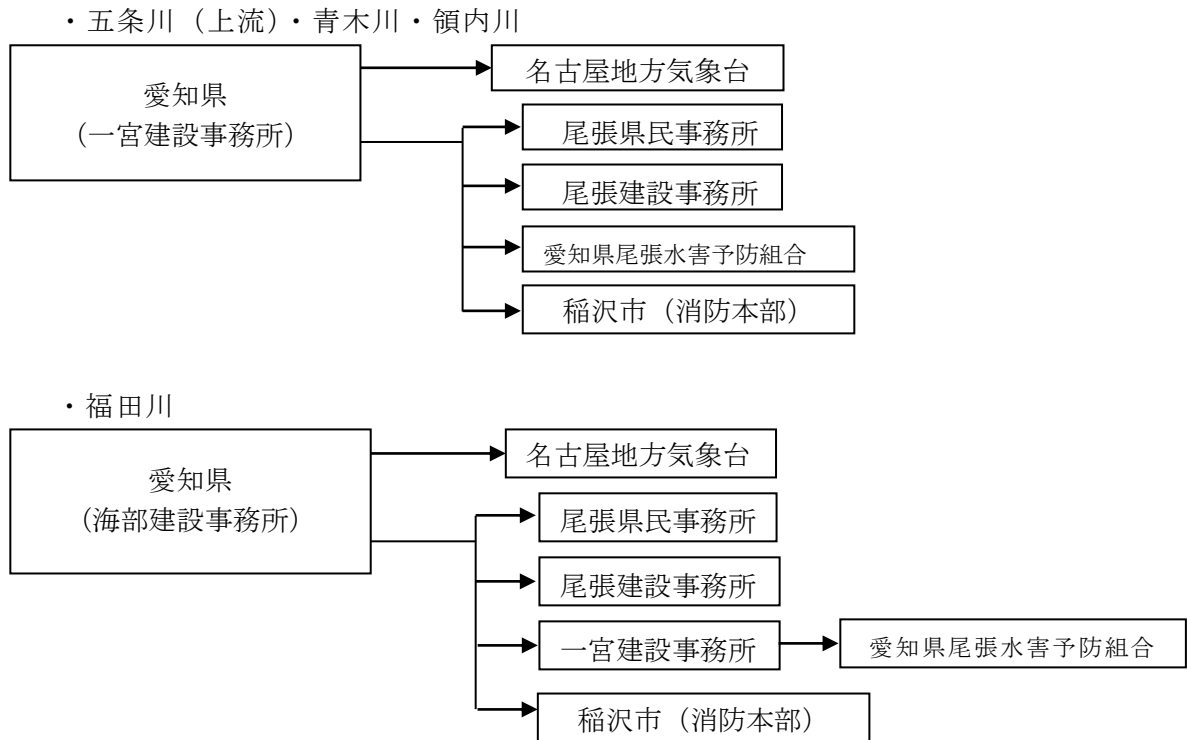 ・五条川（上流）・青木川・領内川
愛知県
（一宮建設事務所）
名古屋地方気象台
尾張県民事務所
尾張建設事務所
愛知県尾張水害予防組合
稲沢市（消防本部）
・福田川
愛知県
（海部建設事務所）
名古屋地方気象台
尾張県民事務所
尾張建設事務所
一宮建設事務所
愛知県尾張水害予防組合
稲沢市（消防本部）